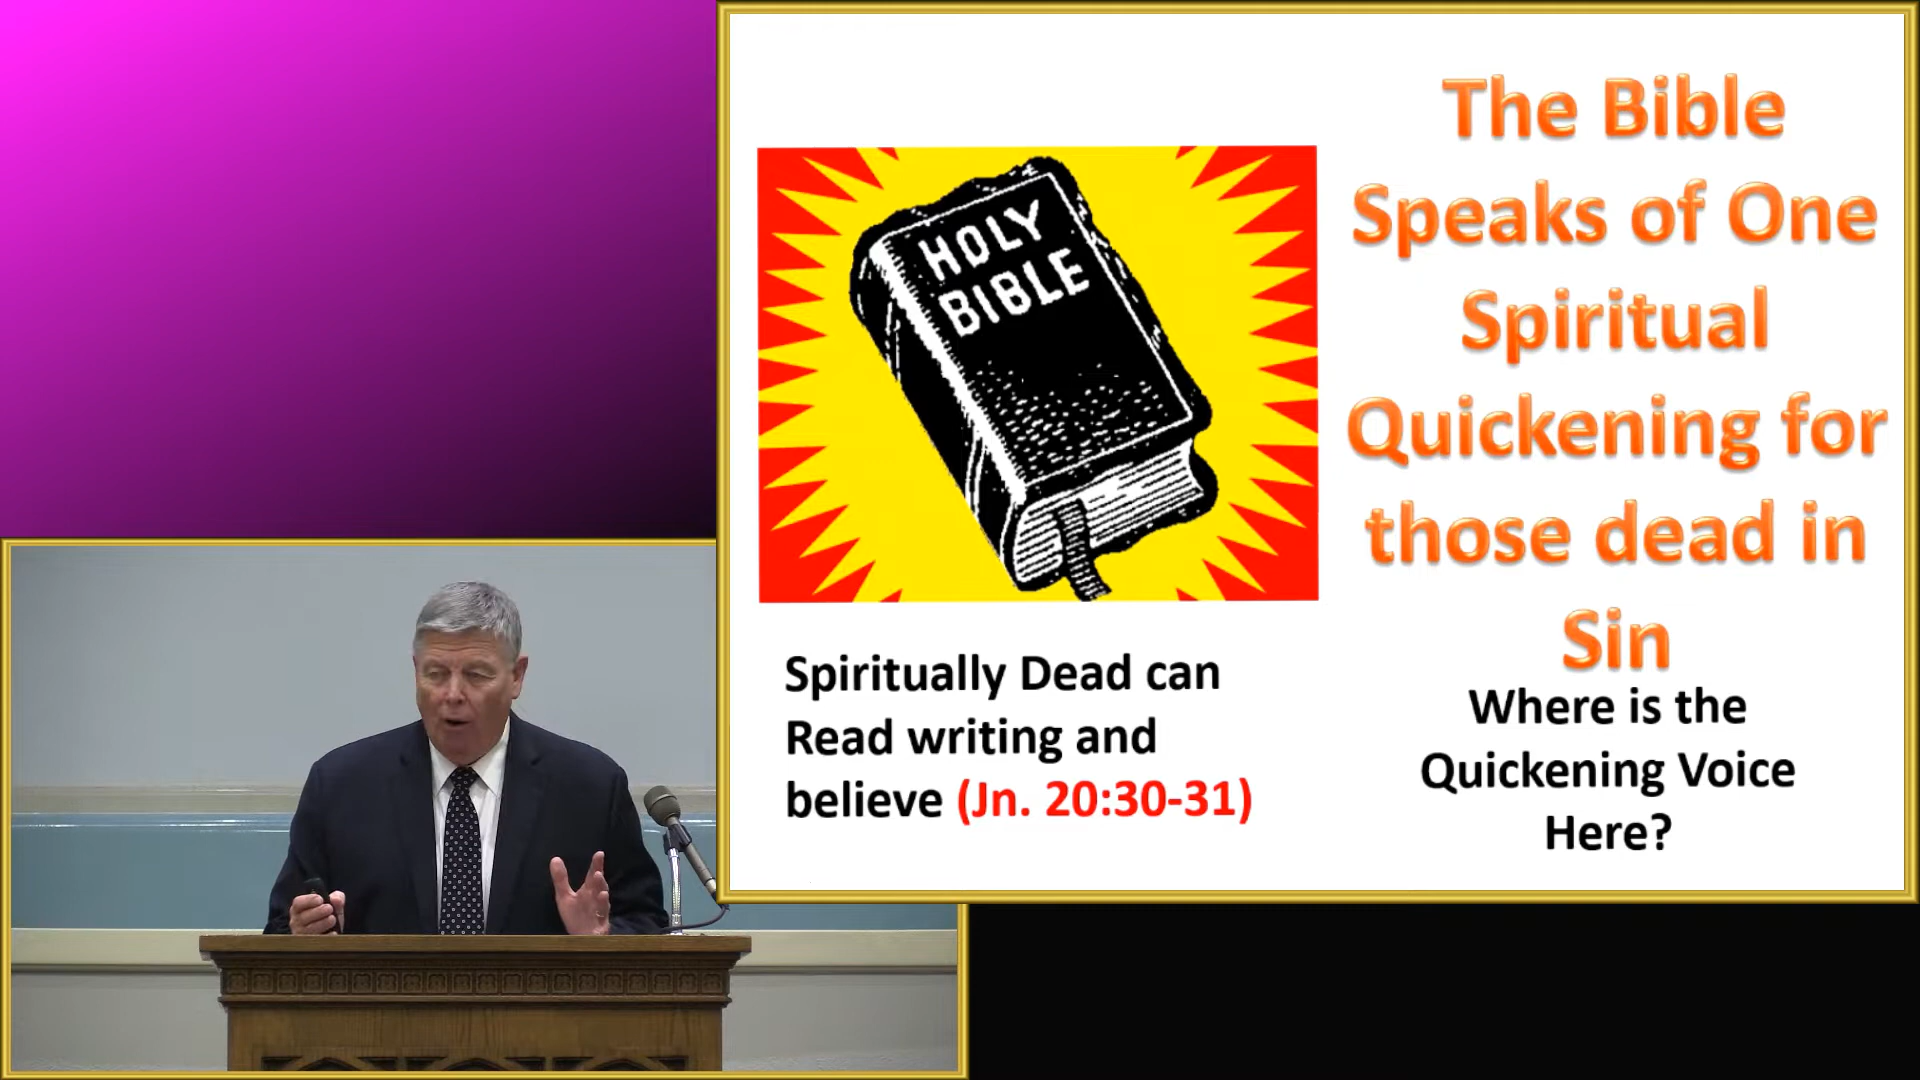 The Bible
Speaks of One
Spiritual
Quickening for
those dead in
Sin
HOLY
BIBLE
Spiritually Dead can
Read writing and
believe (Jn. 20:30-31)
Where is the
Quickening Voice
Here?